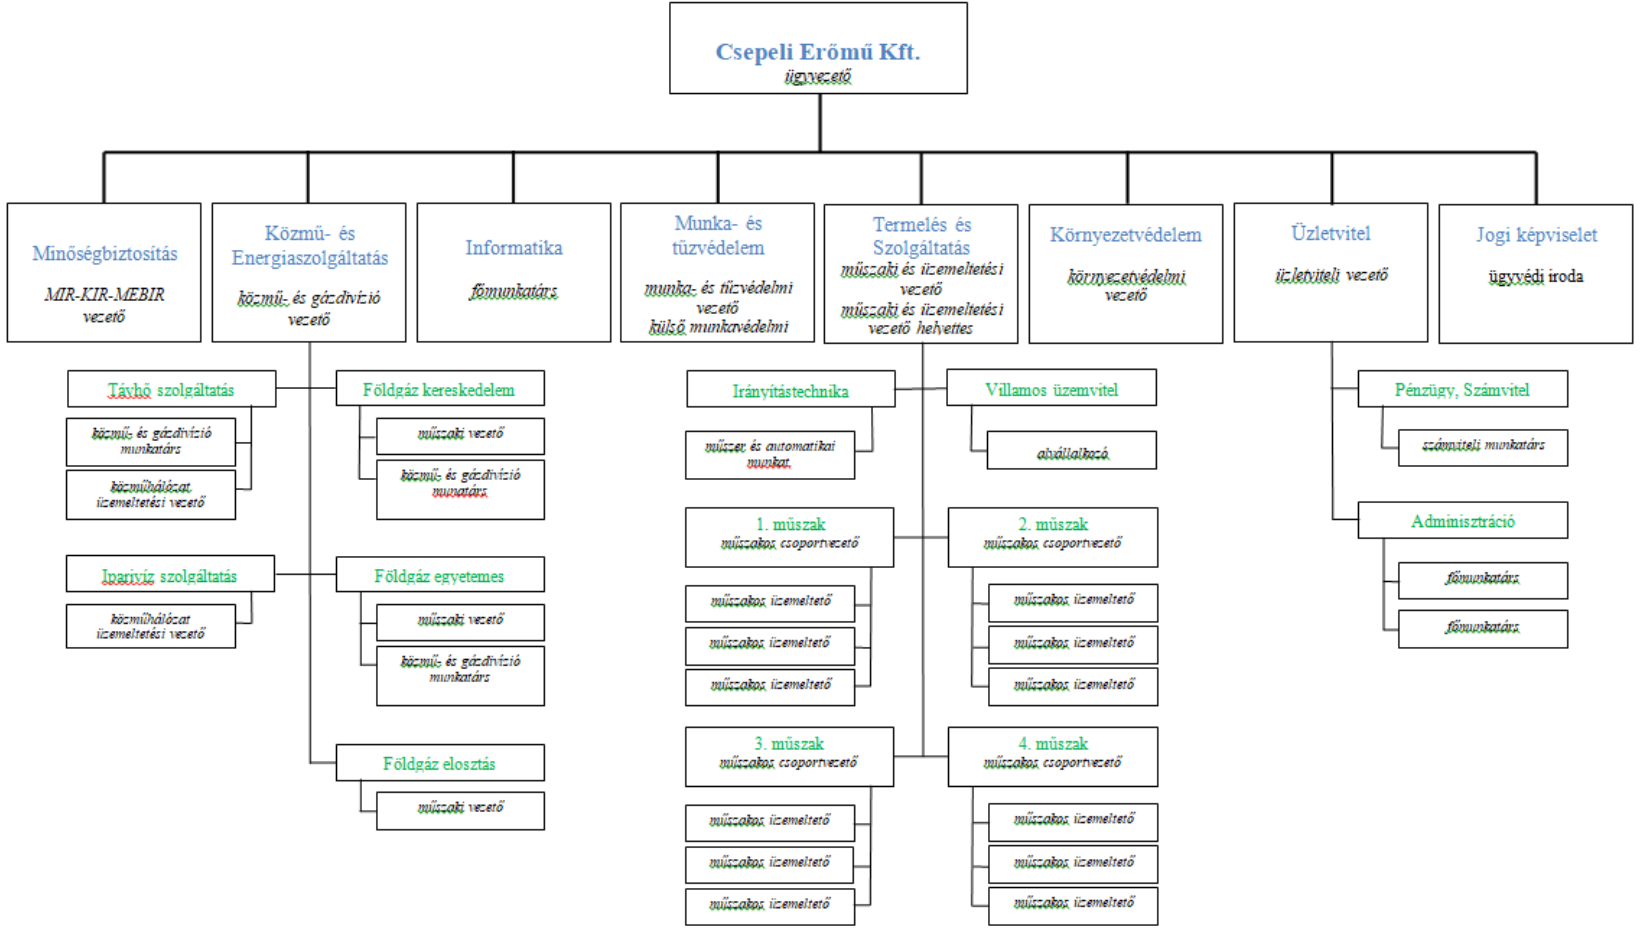 Csepeli Erőmű Kft.
ügyvezető
Minőségbiztosítás
MIR-KIR-MEBIR
vezető
Közmű- és
Energiaszolgáltatás
közmű- és gázdivízió
vezető
Informatika
főmunkatárs
Munka- és
tűzvédelem
munka- és tűzvédelmi
vezető
külső munkavédelmi
Termelés és
Szolgáltatás
műszaki és üzemeltetési
vezető
műszaki és üzemeltetési
vezető helyettes
Környezetvédelem
környezetvédelmi
vezető
Üzletvitel
üzletviteli vezető
Jogi képviselet
ügyvédi iroda
Távhő szolgáltatás
közmű- és gázdivízió
munkatárs
közműhálózat
üzemeltetési vezető
Iparivíz szolgáltatás
közműhálózat
üzemeltetési vezető
Földgáz kereskedelem
műszaki vezető
közmű- és gázdivízió
munatárs
Földgáz egyetemes
műszaki vezető
közmű- és gázdivízió
munkatárs
Földgáz elosztás
műszaki vezető
Irányítástechnika
műszer és automatikai
munkat.
Villamos üzemvitel
alvállalkozó
1. műszak
műszakos csoportvezető
műszakos üzemeltető
műszakos üzemeltető
műszakos üzemeltető
2. műszak
műszakos csoportvezető
műszakos üzemeltető
műszakos üzemeltető
műszakos üzemeltető
3. műszak
műszakos csoportvezető
műszakos üzemeltető
műszakos üzemeltető
műszakos üzemeltető
4. műszak
műszakos csoportvezető
műszakos üzemeltető
műszakos üzemeltető
műszakos üzemeltető
Pénzügy, Számvitel
számviteli munkatárs
Adminisztráció
főmunkatárs
főmunkatárs